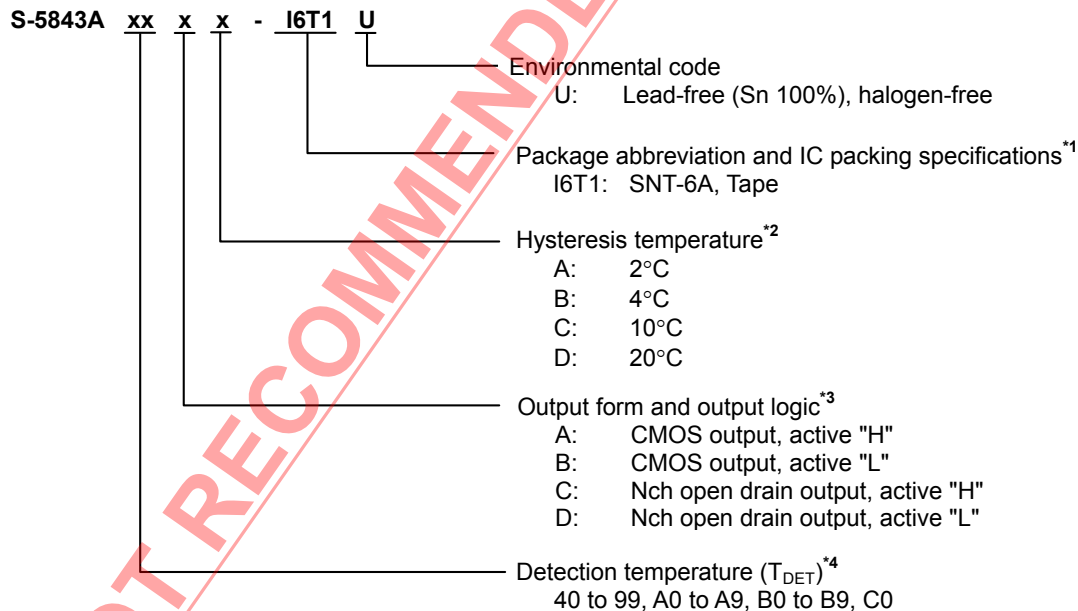 S-5843A xx x x - I6T1 U
Environmental code
U: Lead-free (Sn 100%), halogen-free
Package abbreviation and IC packing specifications*1
I6T1: SNT-6A, Tape
Hysteresis temperature*2
A: 2°C
B: 4°C
C: 10°C
D: 20°C
Output form and output logic*3
A: CMOS output, active "H"
B: CMOS output, active "L"
C: Nch open drain output, active "H"
D: Nch open drain output, active "L"
Detection temperature (TDET)*4
40 to 99, A0 to A9, B0 to B9, C0
OT RECOMMENDE